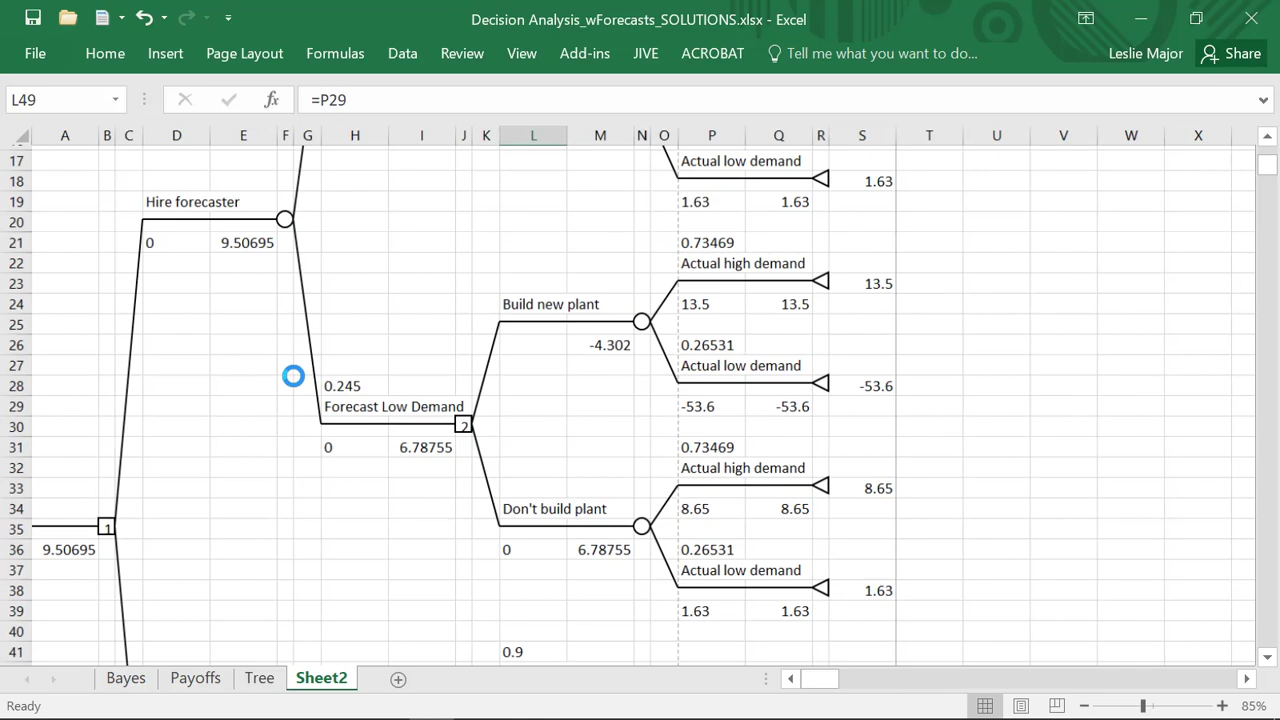 Decision Analysis_wForecasts_SOLUTIONS.xlsx - Excel
File Home Insert Page Layout Formulas Data Review View Add-ins JIVE ACROBAT Tell me what you want to do... Leslie Major Share
L49 fx =P29
A B C D E F G H I J K L M N O P Q R S T U V W X
17 Actual low demand
18 1.63
19 Hire forecaster 1.63 1.63
20
21 0 9.50695 0.73469
22 Actual high demand
23 13.5
24 Build new plant 13.5 13.5
25
26 -4.302 0.26531
27 Actual low demand
28 0.245 -53.6
29 Forecast Low Demand -53.6 -53.6
30 2
31 0 6.78755 0.73469
32 Actual high demand
33 8.65
34 Don't build plant 8.65 8.65
35 1
36 9.50695 0 6.78755 0.26531
37 Actual low demand
38 1.63
39 1.63 1.63
40
41 0.9
Bayes Payoffs Tree Sheet2
Ready 85%